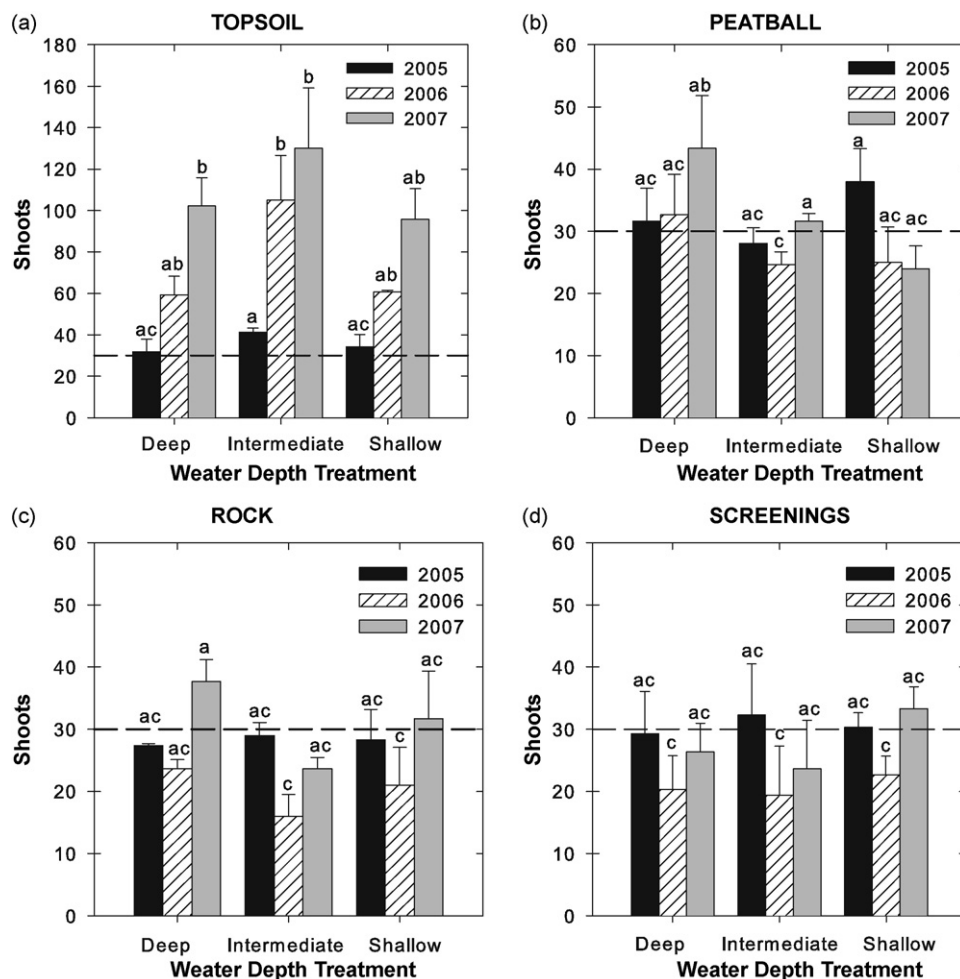 (a) TOPSOIL
180
160
140
120
100
80
60
40
20
0
Shoots
2005
2006
2007
ac
ab
b
a
b
b
ac
ab
ab
Deep Intermediate Shallow
Weater Depth Treatment
(b) PEATBALL
60
50
40
30
20
10
0
Shoots
2005
2006
2007
ac
ac
ab
ac
c
a
a
ac
ac
Deep Intermediate Shallow
Weater Depth Treatment
(c) ROCK
60
50
40
30
20
10
0
Shoots
2005
2006
2007
ac
ac
a
ac
c
ac
ac
c
ac
Deep Intermediate Shallow
Weater Depth Treatment
(d) SCREENINGS
60
50
40
30
20
10
0
Shoots
2005
2006
2007
ac
c
ac
ac
c
ac
ac
c
ac
Deep Intermediate Shallow
Weater Depth Treatment